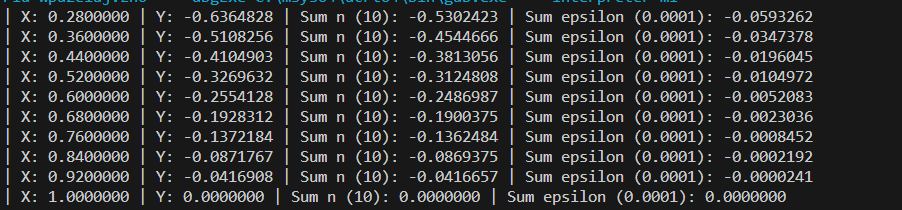 | X: 0.2800000 | Y: -0.6364828 | Sum n (10): -0.5302423 | Sum epsilon (0.0001): -0.0593262
| X: 0.3600000 | Y: -0.5108256 | Sum n (10): -0.4544666 | Sum epsilon (0.0001): -0.0347378
| X: 0.4400000 | Y: -0.4104903 | Sum n (10): -0.3813056 | Sum epsilon (0.0001): -0.0196045
| X: 0.5200000 | Y: -0.3269632 | Sum n (10): -0.3124808 | Sum epsilon (0.0001): -0.0104972
| X: 0.6000000 | Y: -0.2554128 | Sum n (10): -0.2486987 | Sum epsilon (0.0001): -0.0052083
| X: 0.6800000 | Y: -0.1928312 | Sum n (10): -0.1900375 | Sum epsilon (0.0001): -0.0023036
| X: 0.7600000 | Y: -0.1372184 | Sum n (10): -0.1362484 | Sum epsilon (0.0001): -0.0008452
| X: 0.8400000 | Y: -0.0871767 | Sum n (10): -0.0869375 | Sum epsilon (0.0001): -0.0002192
| X: 0.9200000 | Y: -0.0416908 | Sum n (10): -0.0416657 | Sum epsilon (0.0001): -0.0000241
| X: 1.0000000 | Y: 0.0000000 | Sum n (10): 0.0000000 | Sum epsilon (0.0001): 0.0000000